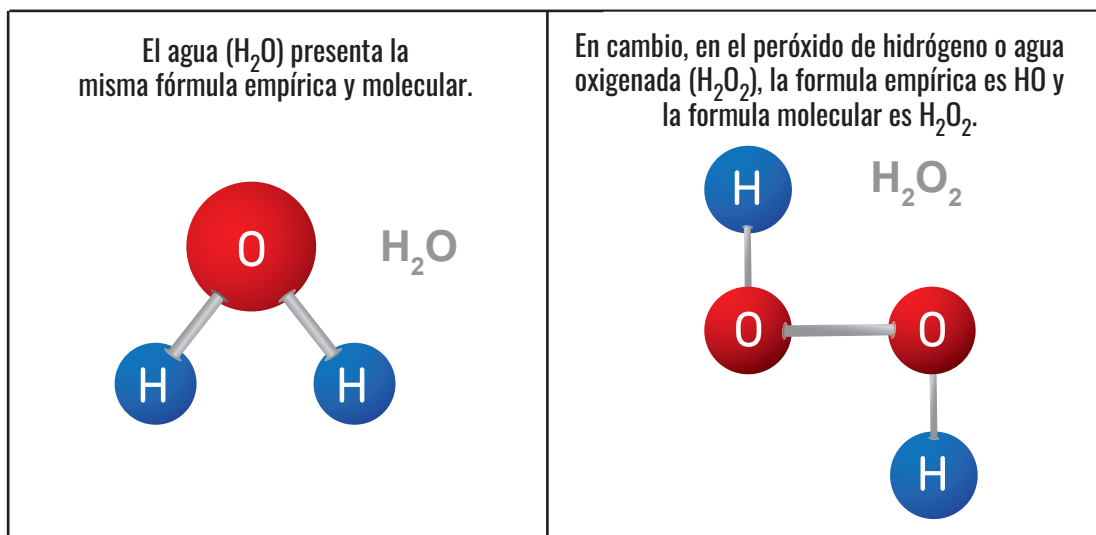 El agua (H₂O) presenta la
misma fórmula empírica y molecular.
H₂O
O
H
H
En cambio, en el peróxido de hidrógeno o agua
oxigenada (H₂O₂), la formula empírica es HO y
la formula molecular es H₂O₂.
H
H₂O₂
O
O
H